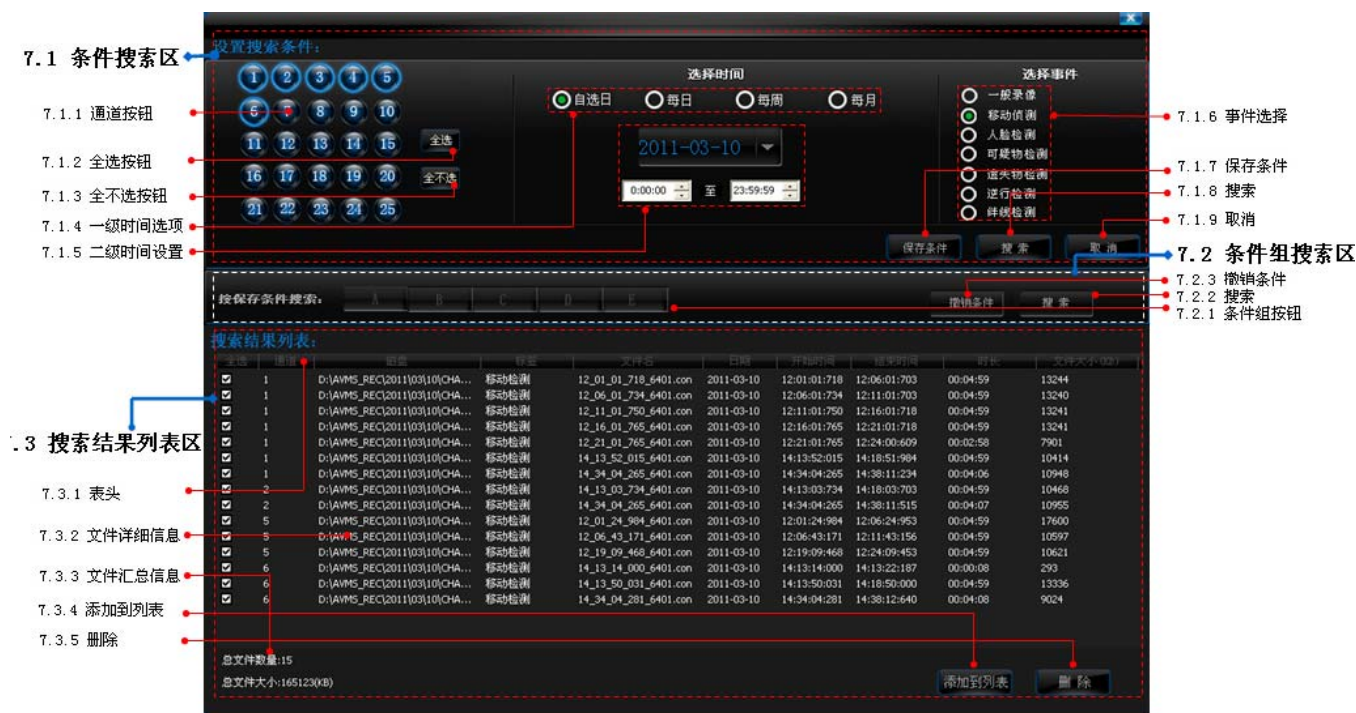 设置搜索条件:
7.1 条件搜索区
7.1.1 通道按钮
7.1.2 全选按钮
7.1.3 全不选按钮
7.1.4 一级时间选项
7.1.5 二级时间设置
1 2 3 4 5
6 7 8 9 10
11 12 13 14 15
16 17 18 19 20
21 22 23 24 25
全选
全不选
选择时间
自选日 每日 每周 每月
2011-03-10
0:00:00 至 23:59:59
选择事件
一般录像
移动侦测
人脸检测
可疑物检测
遗失物检测
逆行检测
绊线检测
保存条件 搜 索 取 消
7.1.6 事件选择
7.1.7 保存条件
7.1.8 搜索
7.1.9 取消
7.2 条件组搜索区
7.2.3 撤销条件
7.2.2 搜索
7.2.1 条件组按钮
按保存条件搜索: A B C D E 撤销条件 搜 索
搜索结果列表:
全选 通道 磁盘 标签 文件名 日期 开始时间 结束时间 时长 文件大小(KB)
1 D:\AVMS_REC\2011\03\10\CHA... 移动检测 12_01_01_718_6401.con 2011-03-10 12:01:01:718 12:06:01:703 00:04:59 13244
1 D:\AVMS_REC\2011\03\10\CHA... 移动检测 12_06_01_734_6401.con 2011-03-10 12:06:01:734 12:11:01:703 00:04:59 13240
1 D:\AVMS_REC\2011\03\10\CHA... 移动检测 12_11_01_750_6401.con 2011-03-10 12:11:01:750 12:16:01:718 00:04:59 13241
1 D:\AVMS_REC\2011\03\10\CHA... 移动检测 12_16_01_765_6401.con 2011-03-10 12:16:01:765 12:21:01:718 00:04:59 13241
1 D:\AVMS_REC\2011\03\10\CHA... 移动检测 12_21_01_765_6401.con 2011-03-10 12:21:01:765 12:24:00:609 00:02:58 7901
1 D:\AVMS_REC\2011\03\10\CHA... 移动检测 14_13_52_015_6401.con 2011-03-10 14:13:52:015 14:18:51:984 00:04:59 10414
1 D:\AVMS_REC\2011\03\10\CHA... 移动检测 14_34_04_265_6401.con 2011-03-10 14:34:04:265 14:38:11:234 00:04:06 10948
2 D:\AVMS_REC\2011\03\10\CHA... 移动检测 14_13_03_734_6401.con 2011-03-10 14:13:03:734 14:18:03:703 00:04:59 10468
2 D:\AVMS_REC\2011\03\10\CHA... 移动检测 14_34_04_265_6401.con 2011-03-10 14:34:04:265 14:38:11:515 00:04:07 10955
5 D:\AVMS_REC\2011\03\10\CHA... 移动检测 12_01_24_984_6401.con 2011-03-10 12:01:24:984 12:06:24:953 00:04:59 17600
5 D:\AVMS_REC\2011\03\10\CHA... 移动检测 12_06_43_171_6401.con 2011-03-10 12:06:43:171 12:11:43:156 00:04:59 10597
5 D:\AVMS_REC\2011\03\10\CHA... 移动检测 12_19_09_468_6401.con 2011-03-10 12:19:09:468 12:24:09:453 00:04:59 10621
6 D:\AVMS_REC\2011\03\10\CHA... 移动检测 14_13_14_000_6401.con 2011-03-10 14:13:14:000 14:13:22:187 00:00:08 293
6 D:\AVMS_REC\2011\03\10\CHA... 移动检测 14_13_50_031_6401.con 2011-03-10 14:13:50:031 14:18:50:000 00:04:59 13336
6 D:\AVMS_REC\2011\03\10\CHA... 移动检测 14_34_04_281_6401.con 2011-03-10 14:34:04:281 14:38:12:640 00:04:08 9024
.3 搜索结果列表区
7.3.1 表头
7.3.2 文件详细信息
7.3.3 文件汇总信息
7.3.4 添加到列表
7.3.5 删除
总文件数量:15
总文件大小:165123(KB)
添加到列表 删 除